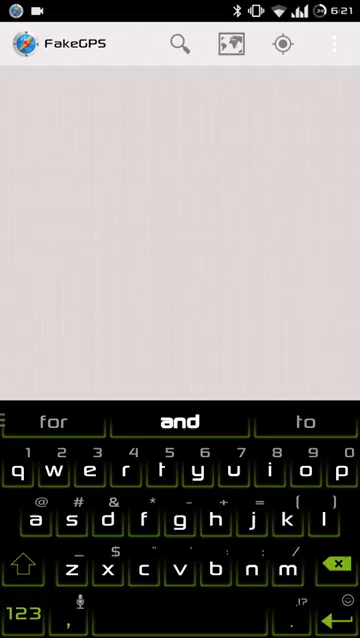 6:21
FakeGPS
for and to
1 2 3 4 5 6 7 8 9 0
q w e r t y u i o p
@ # & * - + = ( )
a s d f g h j k l
_ $ " ' : ; /
z x c v b n m
123 , . ,!?